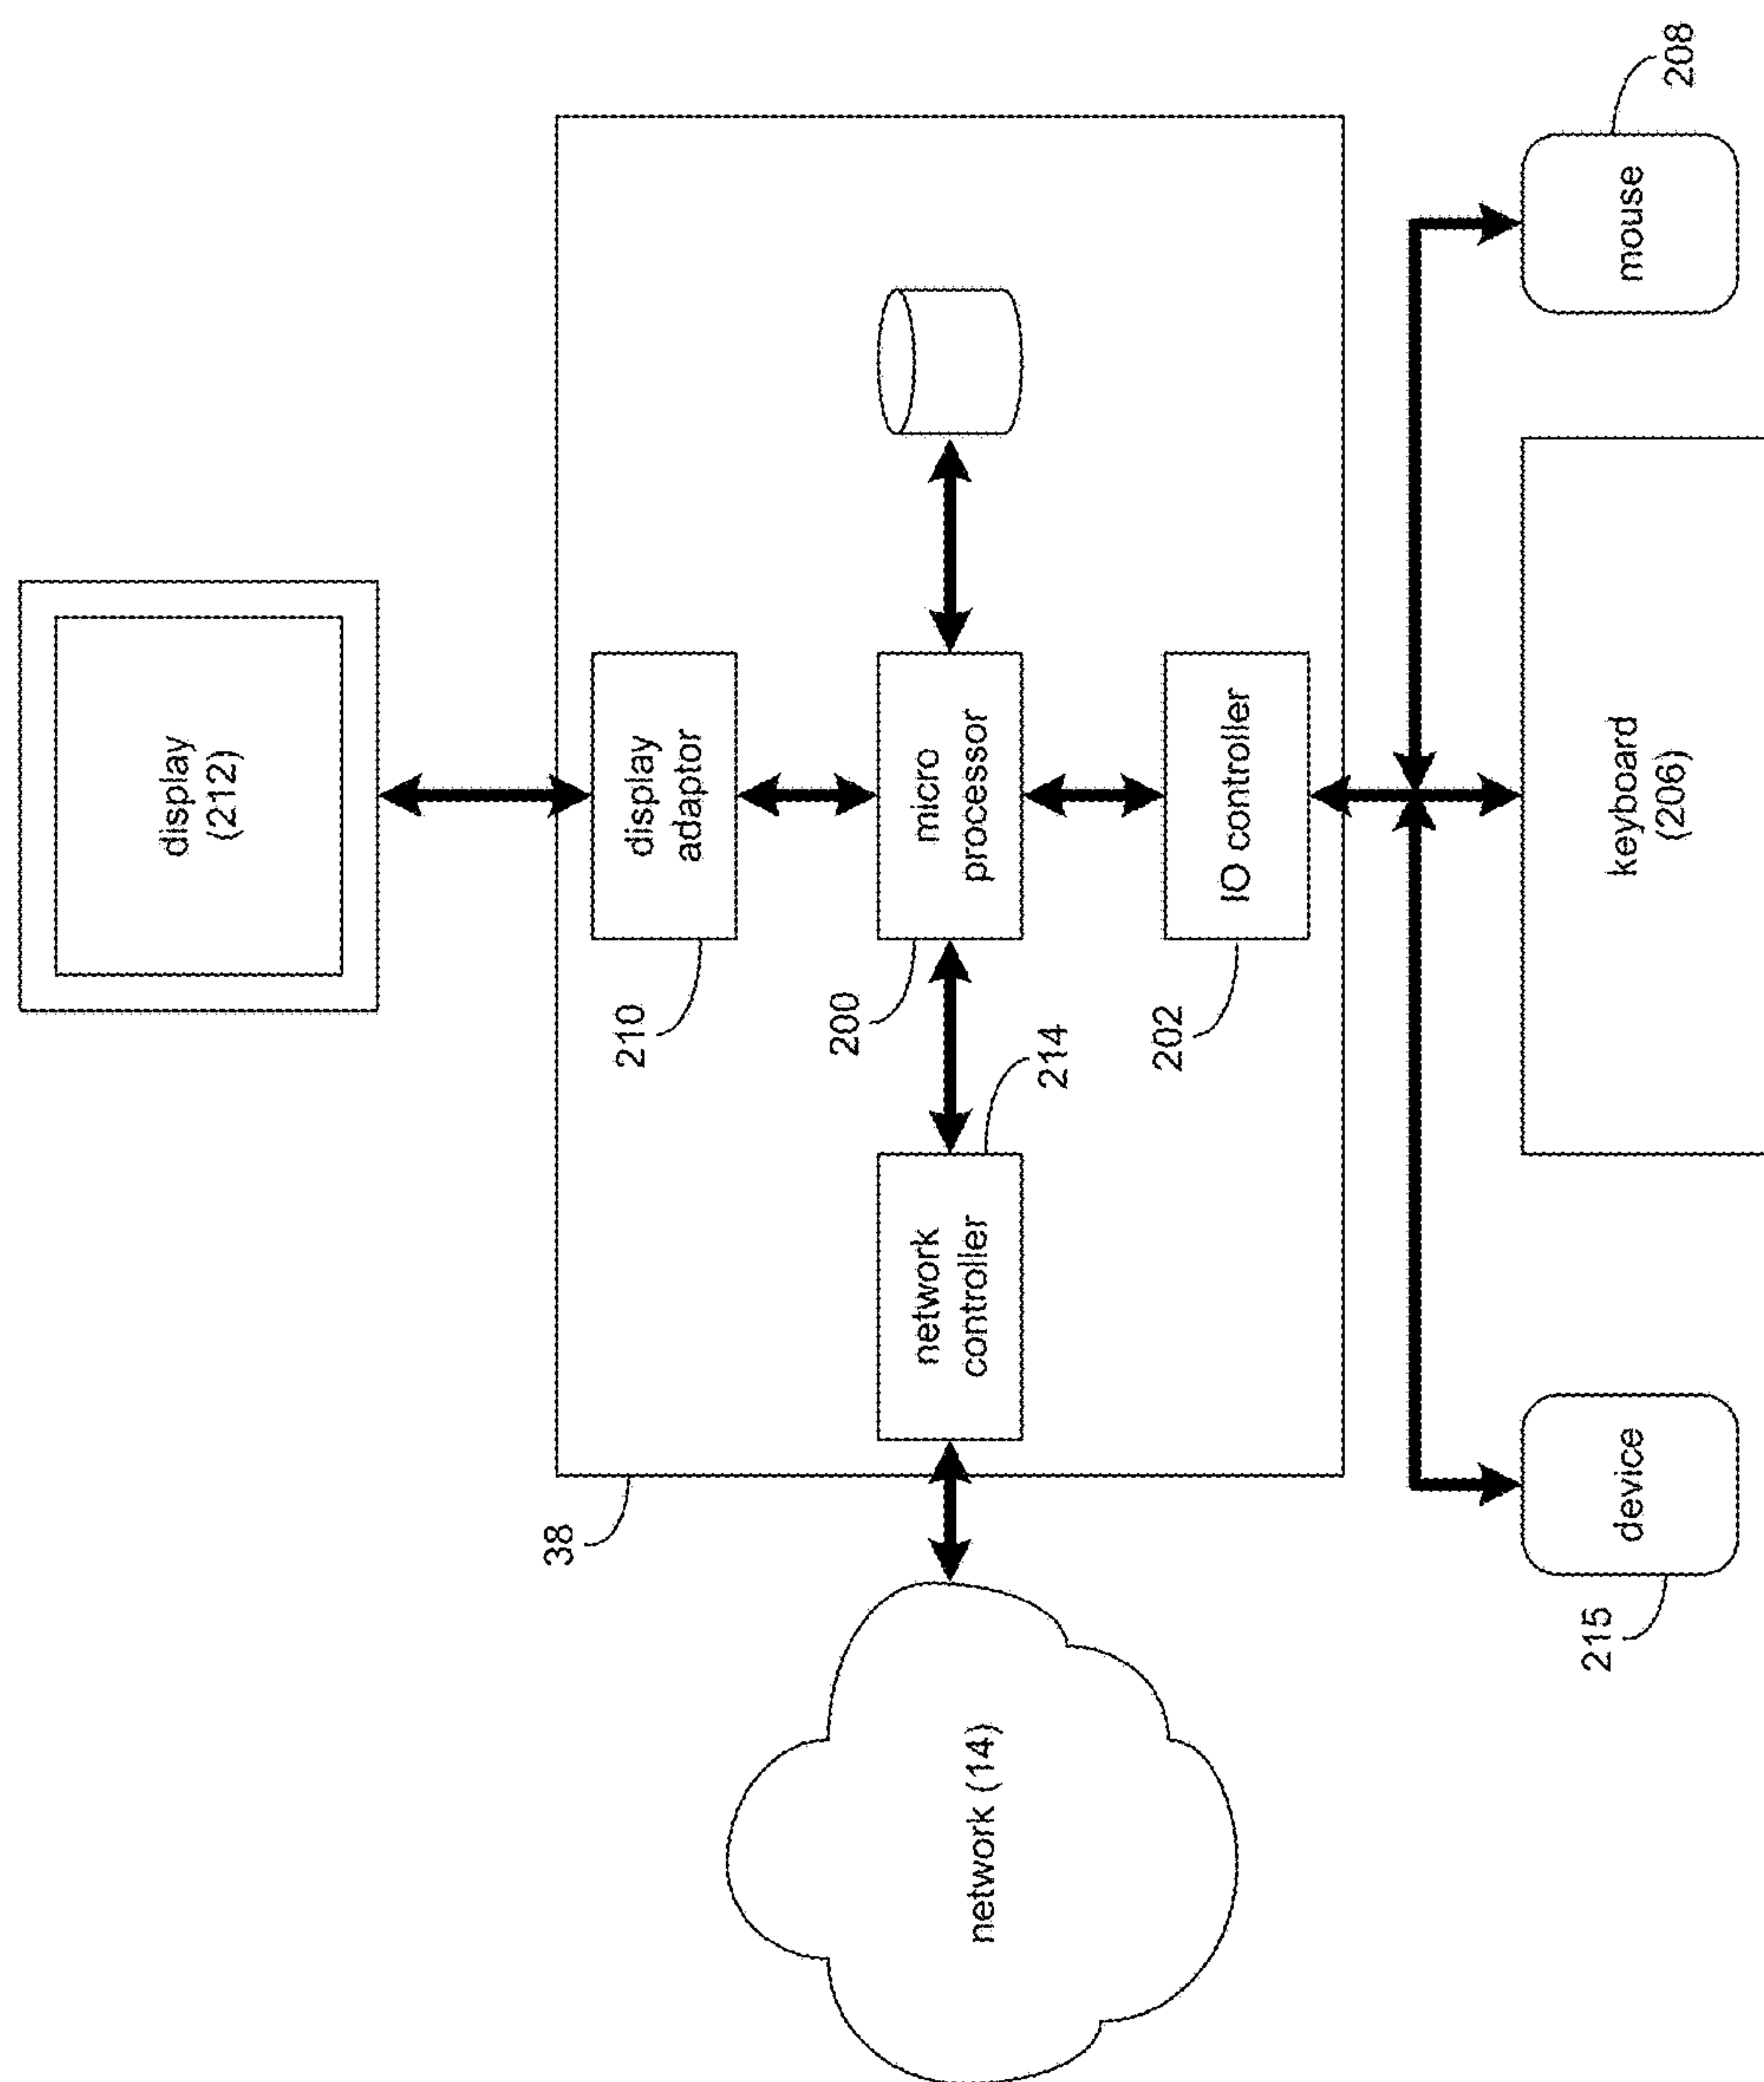 display
(212)
display
adaptor
210
micro
processor
200
network
controller
214
IO controller
202
38
network (14)
device
215
keyboard
(206)
mouse
208